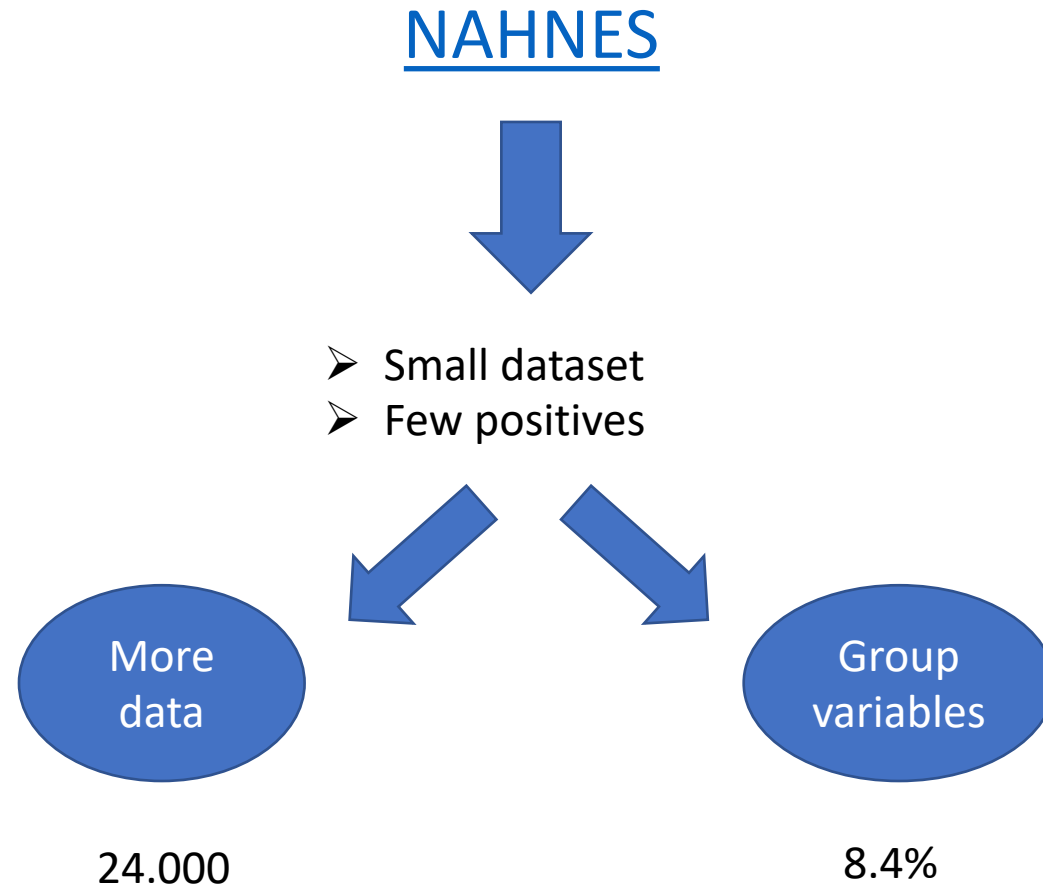 NAHNES
➢ Small dataset
➢ Few positives
More
data
Group
variables
24.000
8.4%